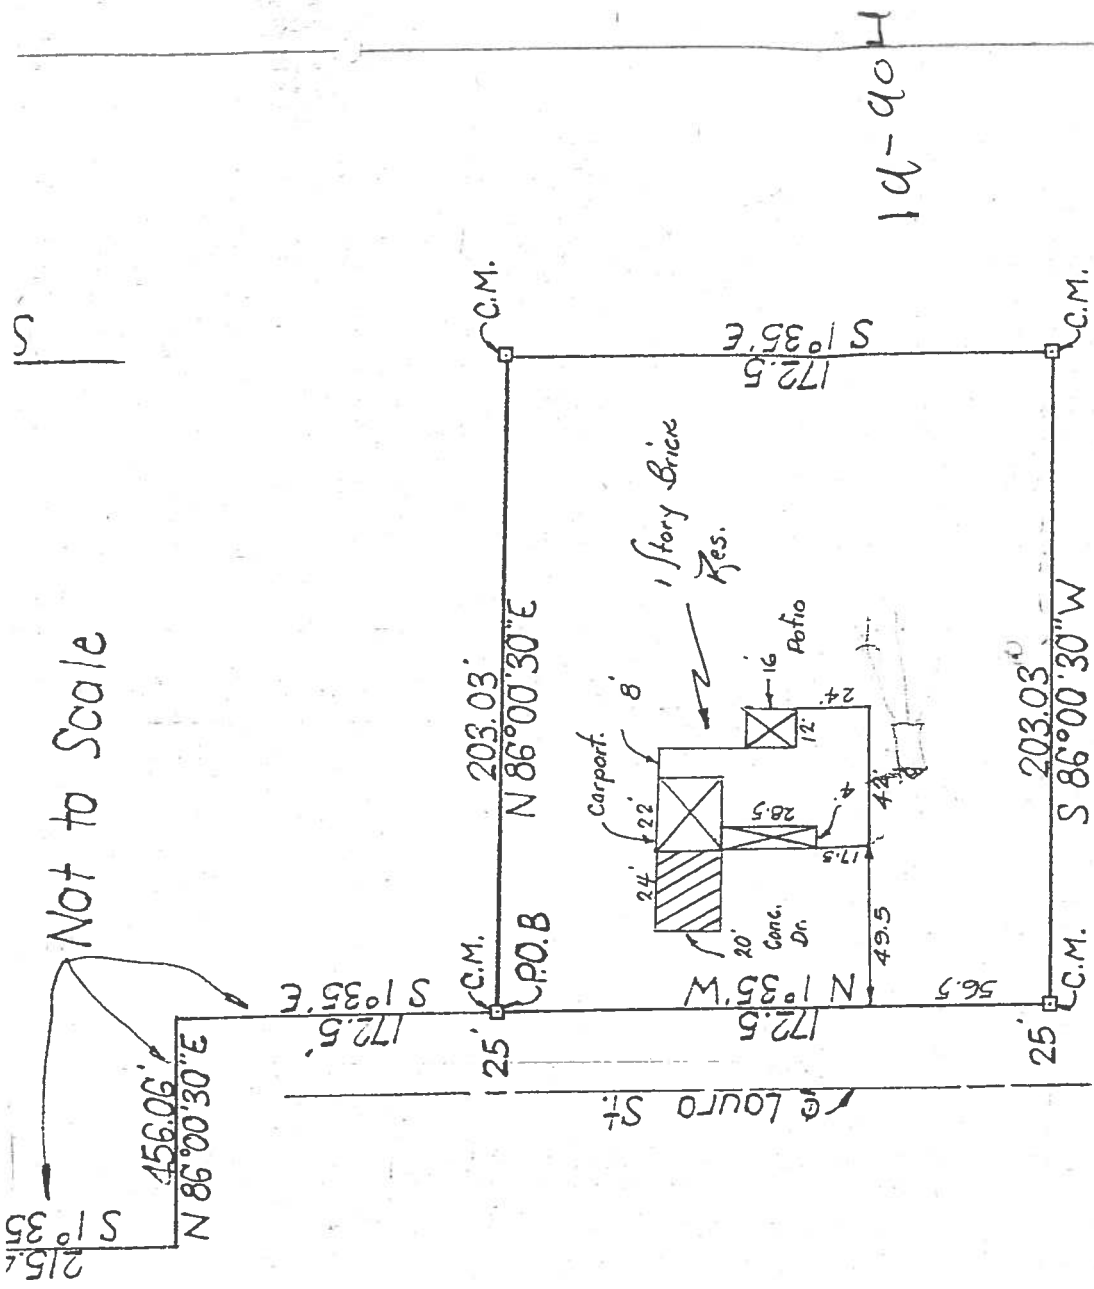 S
Not to Scale
S 1° 35
215.
456.06'
N 86°00'30"E
S 1°35'E
172.5'
C.M.
P.O.B
25'
203.03'
N 86°00'30"E
C.M.
S 1°35'E
172.5
1 Story Brick
Res.
Carport.
8'
22'
24'
20'
Conc.
Dr.
28.5
4'
16'
Patio
12'
24'
42'
17.5
49.5
N 1°35'W
172.5
56.5
25'
C.M.
203.03
S 86°00'30"W
C.M.
St.